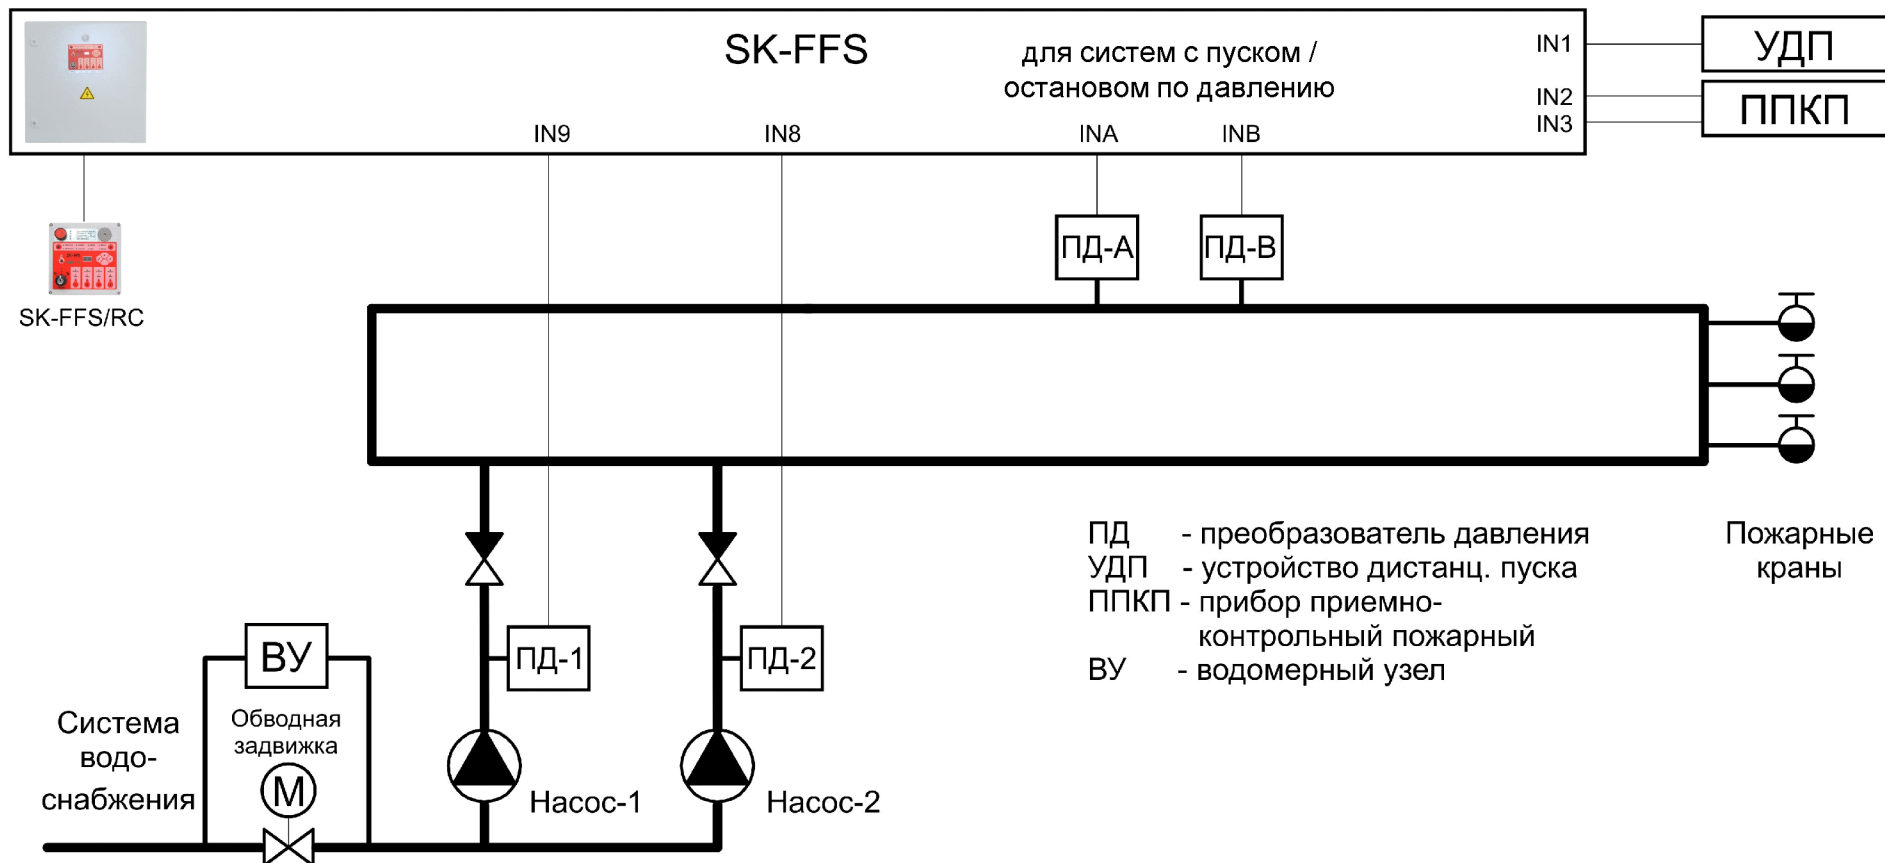 SK-FFS
для систем с пуском /
остановом по давлению
IN1
УДП
IN2
IN3
ППКП
IN9
IN8
INA
INB
SK-FFS/RC
ПД-А
ПД-В
ПД - преобразователь давления
УДП - устройство дистанц. пуска
ППКП - прибор приемно-
контрольный пожарный
ВУ - водомерный узел
Пожарные
краны
ВУ
ПД-1
ПД-2
Система
водо-
снабжения
Обводная
задвижка
М
Насос-1
Насос-2